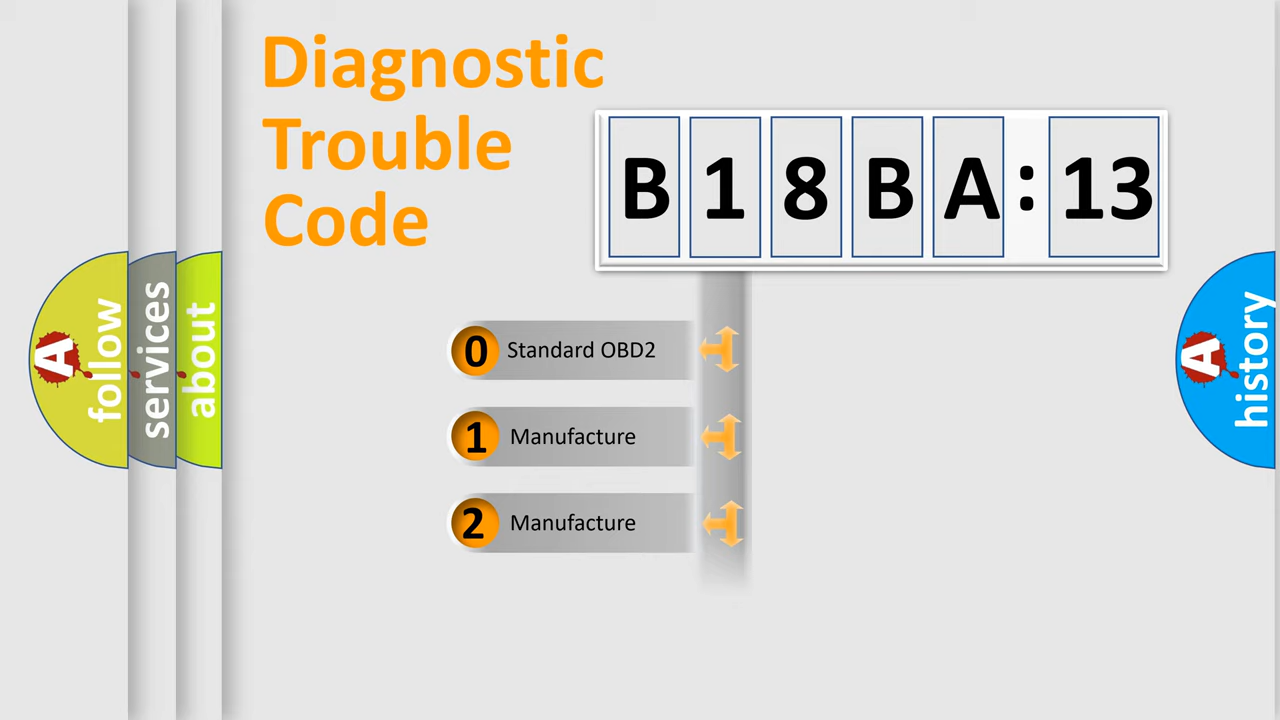 Diagnostic
Trouble
Code
B 1 8 B A : 13
0 Standard OBD2
1 Manufacture
2 Manufacture
A follow
services
about
A history